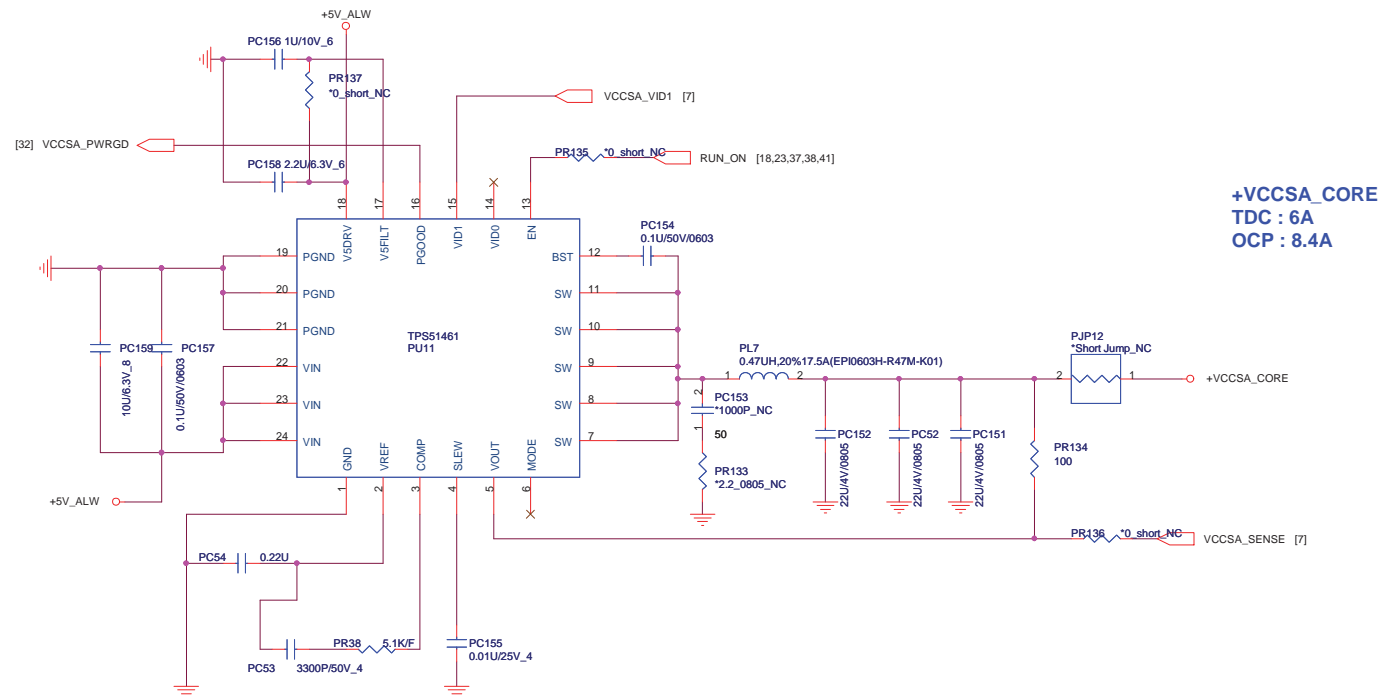 +5V_ALW
PC156 1U/10V_6
PR137
*0_short_NC
VCCSA_VID1 [7]
[32] VCCSA_PWRGD
PC158 2.2U/6.3V_6
PR135 *0_short_NC
RUN_ON [18,23,37,38,41]
+VCCSA_CORE
TDC : 6A
OCP : 8.4A
18
17
16
15
14
13
V5DRV
V5FILT
PGOOD
VID1
VID0
EN
PC154
0.1U/50V/0603
19 PGND
20 PGND
21 PGND
22 VIN
23 VIN
24 VIN
BST 12
SW 11
SW 10
SW 9
SW 8
SW 7
TPS51461
PU11
PC159
10U/6.3V_8
PC157
0.1U/50V/0603
+5V_ALW
PL7
0.47UH,20%17.5A(EPI0603H-R47M-K01)
1
2
PJP12
*Short Jump_NC
2
1
+VCCSA_CORE
2
PC153
*1000P_NC
1
50
PR133
*2.2_0805_NC
PC152
22U/4V/0805
PC52
22U/4V/0805
PC151
22U/4V/0805
PR134
100
PR136 *0_short_NC
VCCSA_SENSE [7]
GND
VREF
COMP
SLEW
VOUT
MODE
1
2
3
4
5
6
PC54 0.22U
PR38 5.1K/F
PC53 3300P/50V_4
PC155
0.01U/25V_4